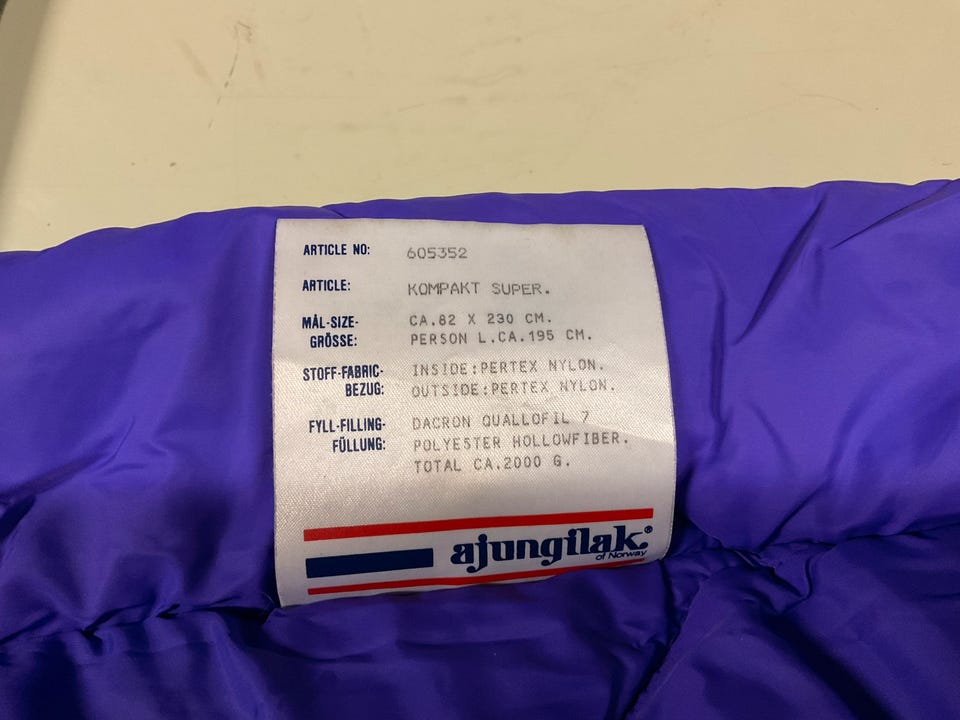 ARTICLE NO: 605352
ARTICLE: KOMPAKT SUPER.
MÅL-SIZE- CA.82 X 230 CM.
GRÖSSE: PERSON L.CA.195 CM.
STOFF-FABRIC- INSIDE:PERTEX NYLON.
BEZUG: OUTSIDE:PERTEX NYLON.
FYLL-FILLING- DACRON QUALLOFIL 7
FÜLLUNG: POLYESTER HOLLOWFIBER.
TOTAL CA.2000 G.
ajungilak®
of Norway